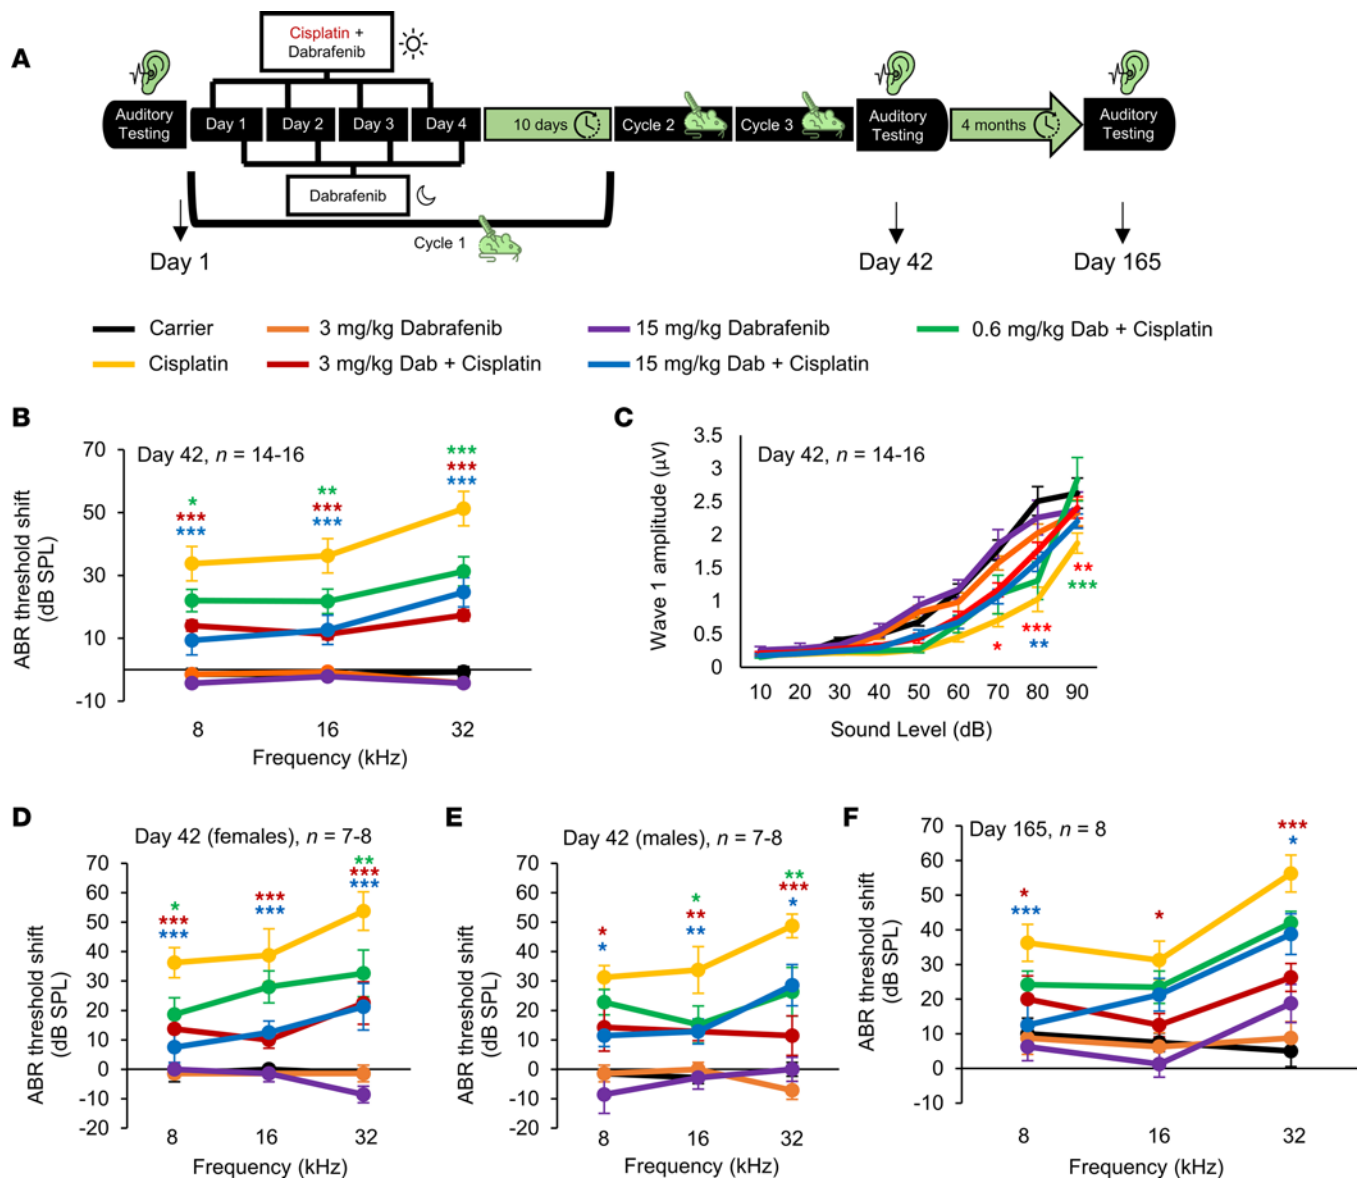 A
Cisplatin +
Dabrafenib
Auditory
Testing
Day 1
Day 2
Day 3
Day 4
10 days
Cycle 2
Cycle 3
Auditory
Testing
4 months
Auditory
Testing
Dabrafenib
Cycle 1
Day 1
Day 42
Day 165
Carrier
3 mg/kg Dabrafenib
15 mg/kg Dabrafenib
0.6 mg/kg Dab + Cisplatin
Cisplatin
3 mg/kg Dab + Cisplatin
15 mg/kg Dab + Cisplatin
B
Day 42, n = 14-16
ABR threshold shift
(dB SPL)
70
50
30
10
-10
*
***
***
**
***
***
***
***
***
8
16
32
Frequency (kHz)
C
Day 42, n = 14-16
Wave 1 amplitude (µV)
3.5
3
2.5
2
1.5
1
0.5
0
*
***
**
**
***
10
20
30
40
50
60
70
80
90
Sound Level (dB)
D
Day 42 (females), n = 7-8
ABR threshold shift
(dB SPL)
70
60
50
40
30
20
10
0
-10
-20
*
***
***
***
***
**
***
***
8
16
32
Frequency (kHz)
E
Day 42 (males), n = 7-8
ABR threshold shift
(dB SPL)
70
60
50
40
30
20
10
0
-10
-20
*
*
*
**
**
**
***
*
8
16
32
Frequency (kHz)
F
Day 165, n = 8
ABR threshold shift
(dB SPL)
70
60
50
40
30
20
10
0
-10
*
***
*
***
*
8
16
32
Frequency (kHz)